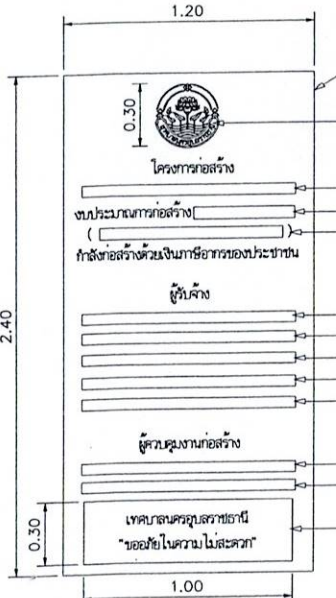 1.20
0.30
โครงการก่อสร้าง
งบประมาณการก่อสร้าง
( )
กำลังก่อสร้างด้วยเงินภาษีอากรของประชาชน
ผู้รับจ้าง
2.40
ผู้ควบคุมงานก่อสร้าง
0.30
เทศบาลนครอุบลราชธานี
"ขออภัยในความไม่สะดวก"
1.00